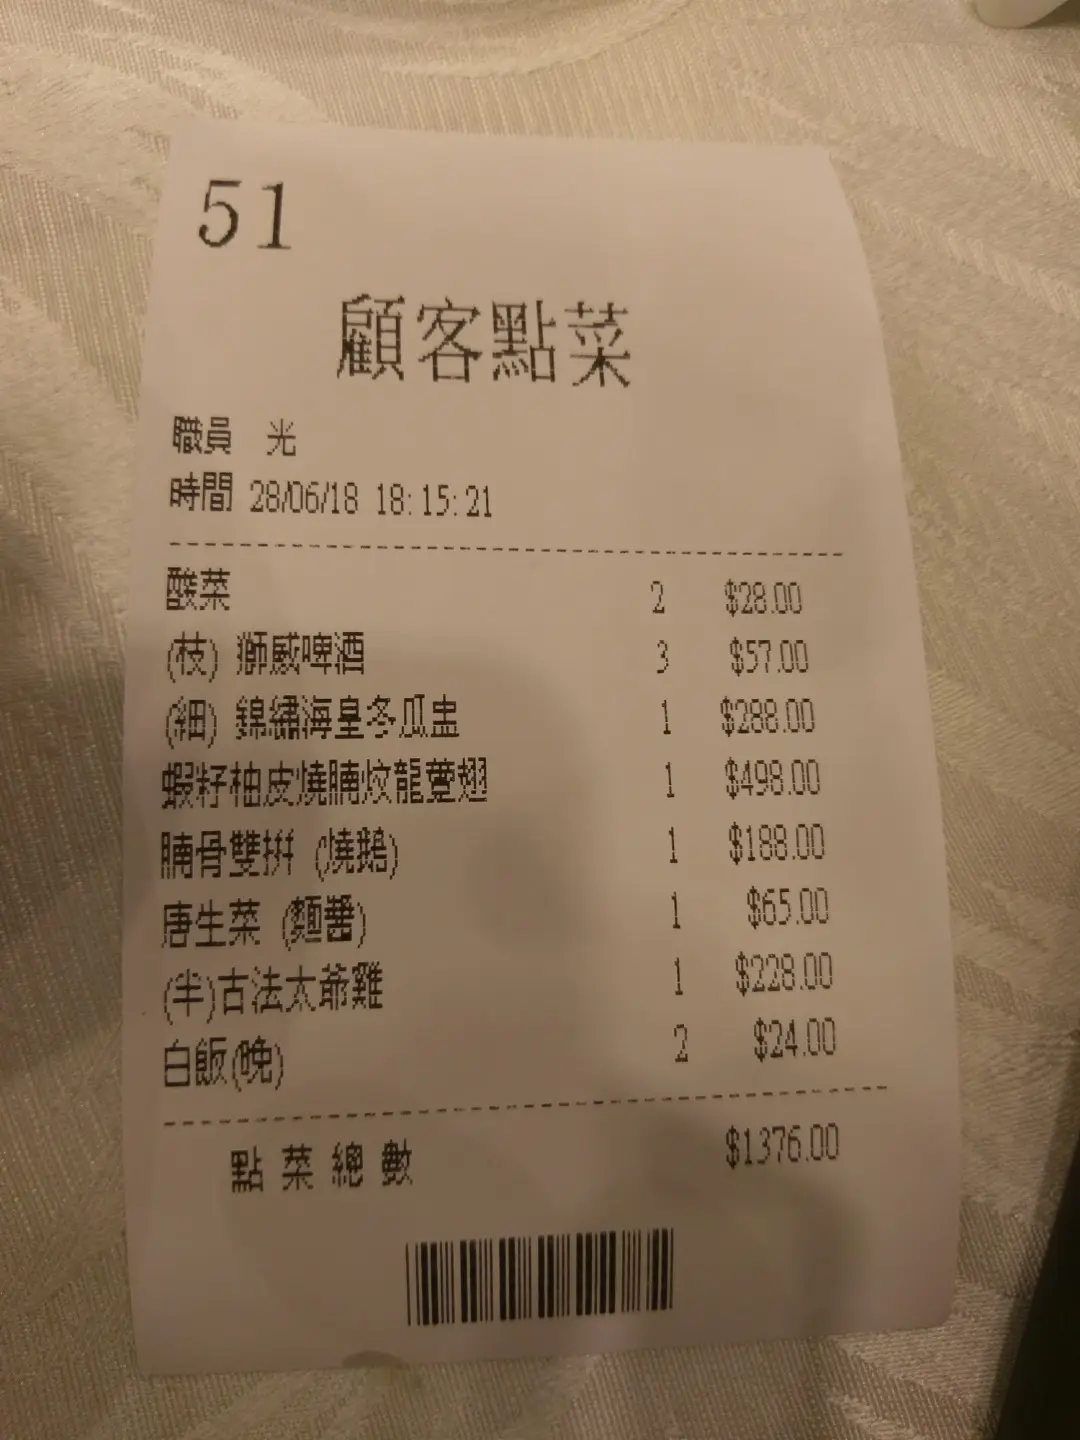 51
顧客點菜
職員 光
時間 28/06/18 18:15:21
酸菜 2 $28.00
(枝) 獅威啤酒 3 $57.00
(細) 錦繡海皇冬瓜盅 1 $288.00
蝦籽柚皮燒腩炆龍躉翅 1 $498.00
腩骨雙拼 (燒鵝) 1 $188.00
唐生菜 (麵醬) 1 $65.00
(半)古法太爺雞 1 $228.00
白飯(晚) 2 $24.00
點菜總數 $1376.00